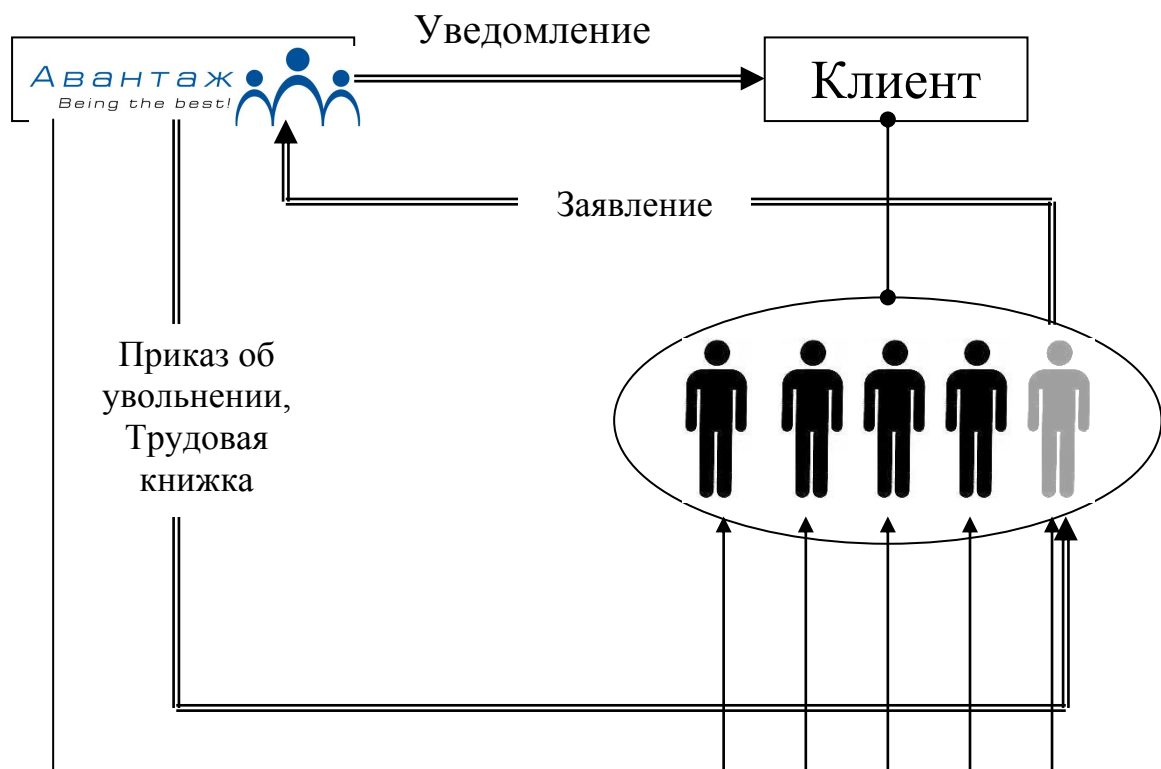 Уведомление
Авантаж
Being the best!
Клиент
Заявление
Приказ об
увольнении,
Трудовая
книжка